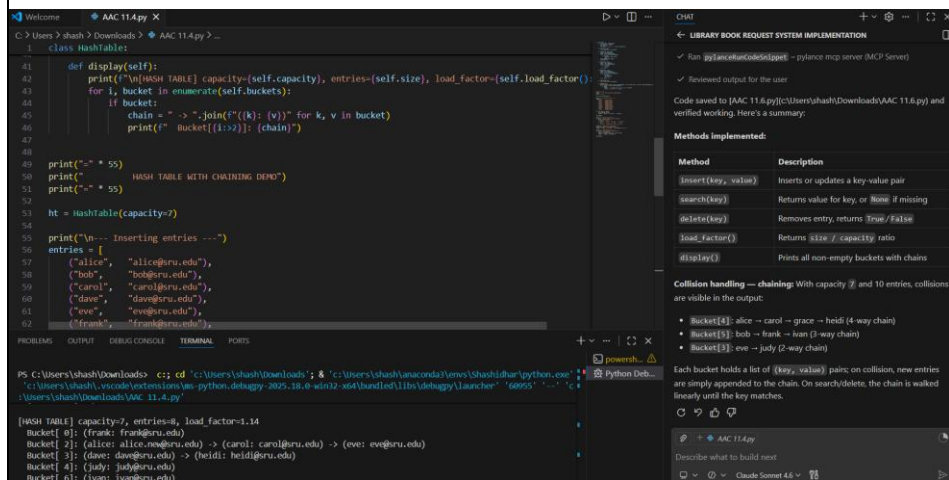 Welcome
AAC 11.4.py
C: > Users > shash > Downloads > AAC 11.4.py > ...
1 class HashTable:
41 def display(self):
42 print(f"\n[HASH TABLE] capacity={self.capacity}, entries={self.size}, load_factor={self.load_factor():
43 for i, bucket in enumerate(self.buckets):
44 if bucket:
45 chain = " -> ".join(f"({k}: {v})" for k, v in bucket)
46 print(f" Bucket[{i:>2}]: {chain}")
47
48
49 print("=" * 55)
50 print(" HASH TABLE WITH CHAINING DEMO")
51 print("=" * 55)
52
53 ht = HashTable(capacity=7)
54
55 print("\n--- Inserting entries ---")
56 entries = [
57 ("alice", "alice@sru.edu"),
58 ("bob", "bob@sru.edu"),
59 ("carol", "carol@sru.edu"),
60 ("dave", "dave@sru.edu"),
61 ("eve", "eve@sru.edu"),
62 ("frank", "frank@sru.edu"),
PROBLEMS OUTPUT DEBUG CONSOLE TERMINAL PORTS
powersh...
Python Deb...
PS C:\Users\shash\Downloads> c:; cd 'c:\Users\shash\Downloads'; & 'c:\Users\shash\anaconda3\envs\Shashidhar\python.exe'
'c:\Users\shash\.vscode\extensions\ms-python.debugpy-2025.18.0-win32-x64\bundled\libs\debugpy\launcher' '60955' '--' 'c
:\Users\shash\Downloads\AAC 11.4.py'
[HASH TABLE] capacity=7, entries=8, load_factor=1.14
Bucket[ 0]: (frank: frank@sru.edu)
Bucket[ 2]: (alice: alice.new@sru.edu) -> (carol: carol@sru.edu) -> (eve: eve@sru.edu)
Bucket[ 3]: (dave: dave@sru.edu) -> (heidi: heidi@sru.edu)
Bucket[ 4]: (judy: judy@sru.edu)
Bucket[ 6]: (ivan: ivan@sru.edu)
CHAT
LIBRARY BOOK REQUEST SYSTEM IMPLEMENTATION
Ran pylanceRunCodeSnippet – pylance mcp server (MCP Server)
Reviewed output for the user
Code saved to [AAC 11.6.py](c:\Users\shash\Downloads\AAC 11.6.py) and
verified working. Here's a summary:
Methods implemented:
Method Description
insert(key, value) Inserts or updates a key-value pair
search(key) Returns value for key, or None if missing
delete(key) Removes entry, returns True/False
load_factor() Returns size / capacity ratio
display() Prints all non-empty buckets with chains
Collision handling — chaining: With capacity 7 and 10 entries, collisions
are visible in the output:
• Bucket[4]: alice → carol → grace → heidi (4-way chain)
• Bucket[5]: bob → frank → ivan (3-way chain)
• Bucket[3]: eve → judy (2-way chain)
Each bucket holds a list of (key, value) pairs; on collision, new entries
are simply appended to the chain. On search/delete, the chain is walked
linearly until the key matches.
AAC 11.4.py
Describe what to build next
Claude Sonnet 4.6